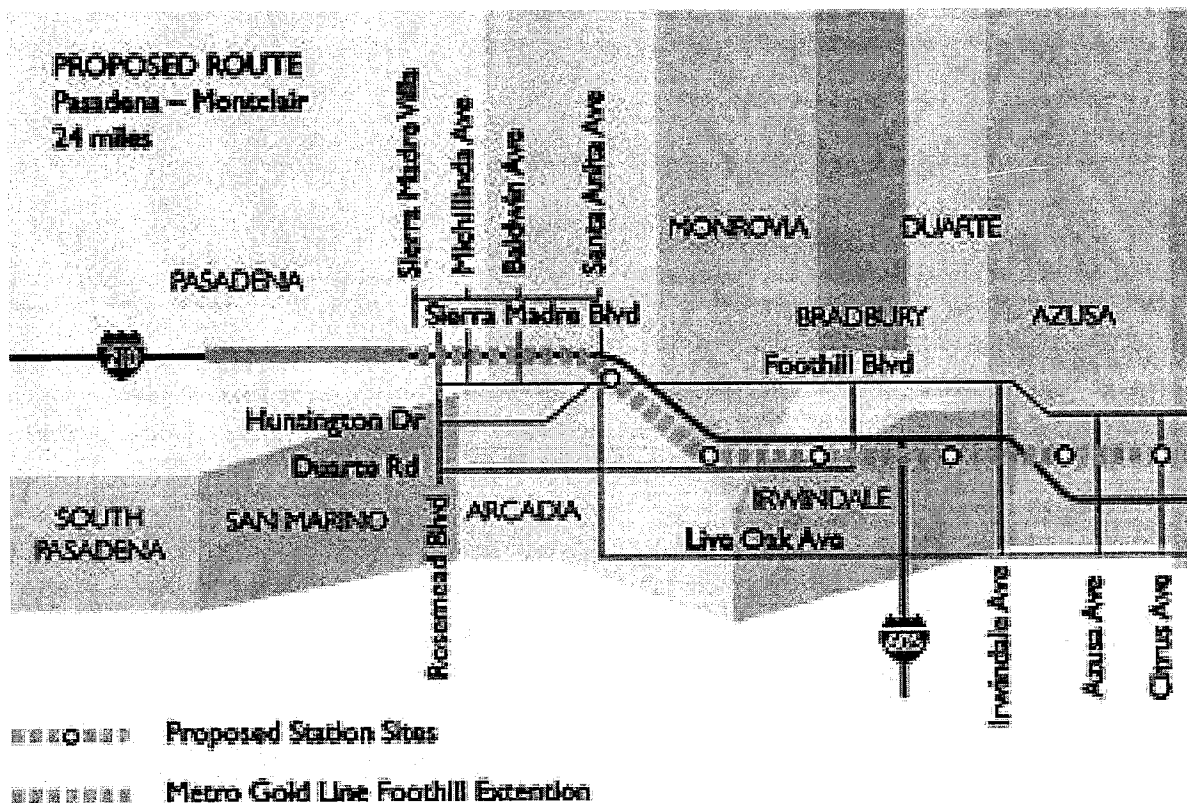 PROPOSED ROUTE
Pasadena – Montclair
24 miles
Sierra Madre Villa
Michillinda Ave
Baldwin Ave
Santa Anita Ave
MONROVIA
DUARTE
PASADENA
Sierra Madre Blvd
BRADBURY
AZUSA
210
Foothill Blvd
Huntington Dr
Duarte Rd
SOUTH
PASADENA
SAN MARINO
ARCADIA
IRWINDALE
Live Oak Ave
Rosemead Blvd
605
Irwindale Ave
Azusa Ave
Citrus Ave
Proposed Station Sites
Metro Gold Line Foothill Extention